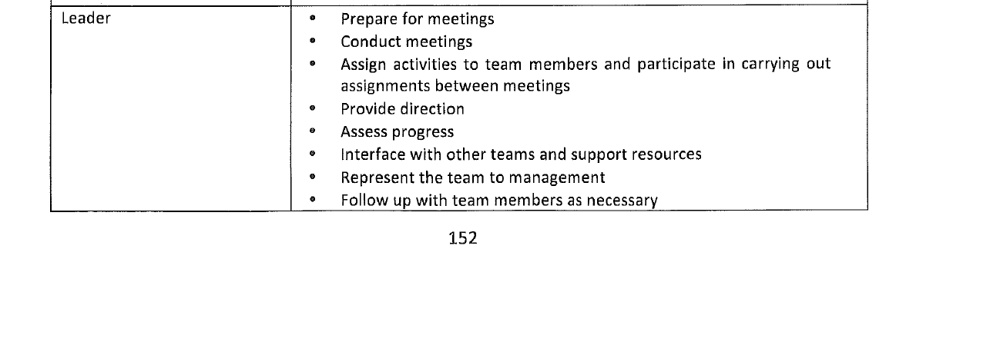 Leader
• Prepare for meetings
• Conduct meetings
• Assign activities to team members and participate in carrying out
assignments between meetings
• Provide direction
• Assess progress
• Interface with other teams and support resources
• Represent the team to management
• Follow up with team members as necessary
152